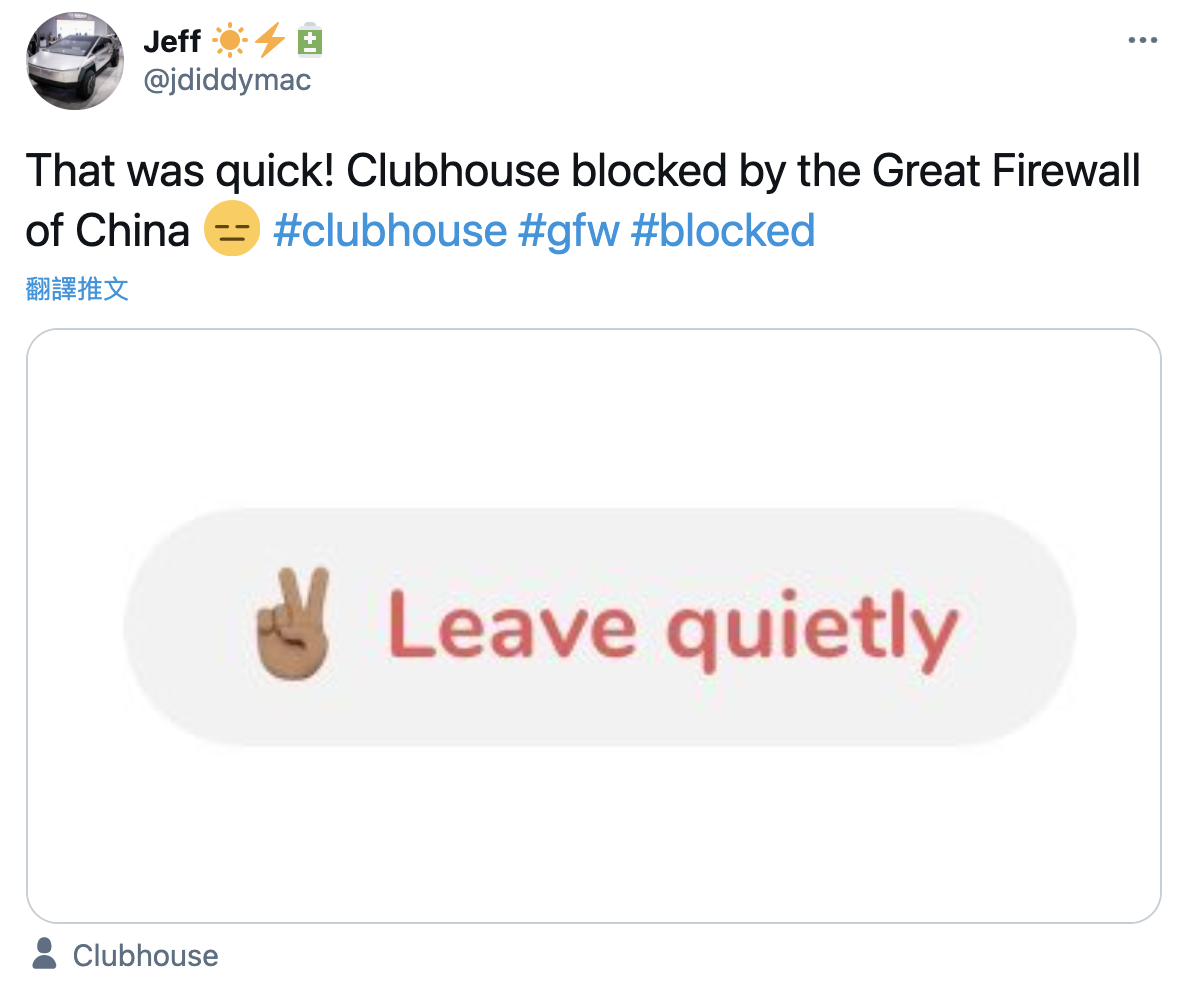 Jeff ☀️⚡🔋
@jdiddymac
That was quick! Clubhouse blocked by the Great Firewall
of China 😑 #clubhouse #gfw #blocked
翻譯推文
✌🏽 Leave quietly
Clubhouse